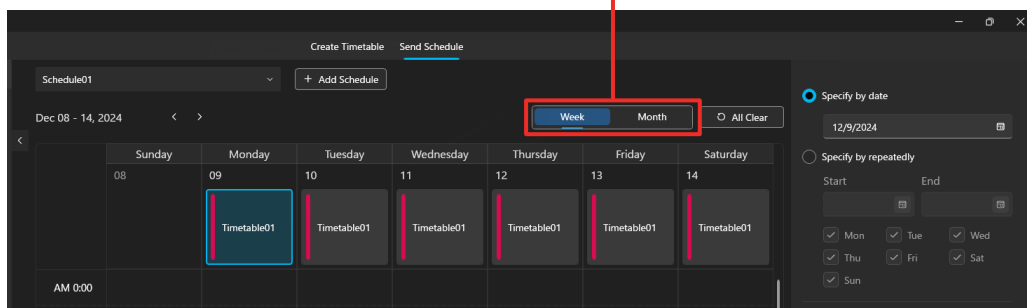 Create Timetable Send Schedule
Schedule01
+ Add Schedule
Dec 08 - 14, 2024
Week Month
All Clear
Sunday Monday Tuesday Wednesday Thursday Friday Saturday
08 09 10 11 12 13 14
Timetable01 Timetable01 Timetable01 Timetable01 Timetable01 Timetable01
AM 0:00
Specify by date
12/9/2024
Specify by repeatedly
Start End
Mon Tue Wed
Thu Fri Sat
Sun